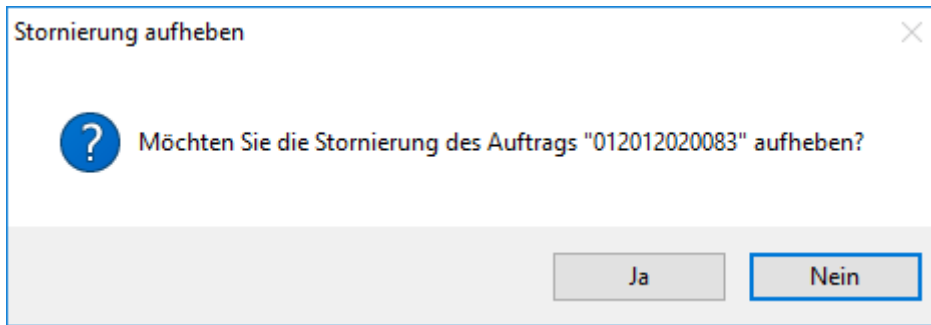 Stornierung aufheben
Möchten Sie die Stornierung des Auftrags "012012020083" aufheben?
Ja
Nein